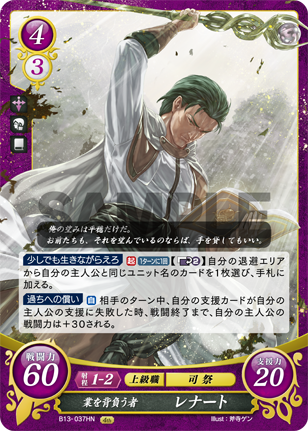 4
3
SAMPLE
俺の望みは平穏だけだ。
お前たちも、それを望んでいるのならば、手を貸してもいい。
少しでも生きながらえろ 起 1ターンに1回 2 自分の退避エリア
から自分の主人公と同じユニット名のカードを1枚選び、手札に
加える。
過ちへの償い 自 相手のターン中、自分の支援カードが自分の
主人公の支援に失敗した時、戦闘終了まで、自分の主人公の
戦闘力は+30される。
戦闘力 60
射程 1-2 上級職 司祭
支援力 20
業を背負う者 レナート
B13-037HN Illust:斧寺ゲン